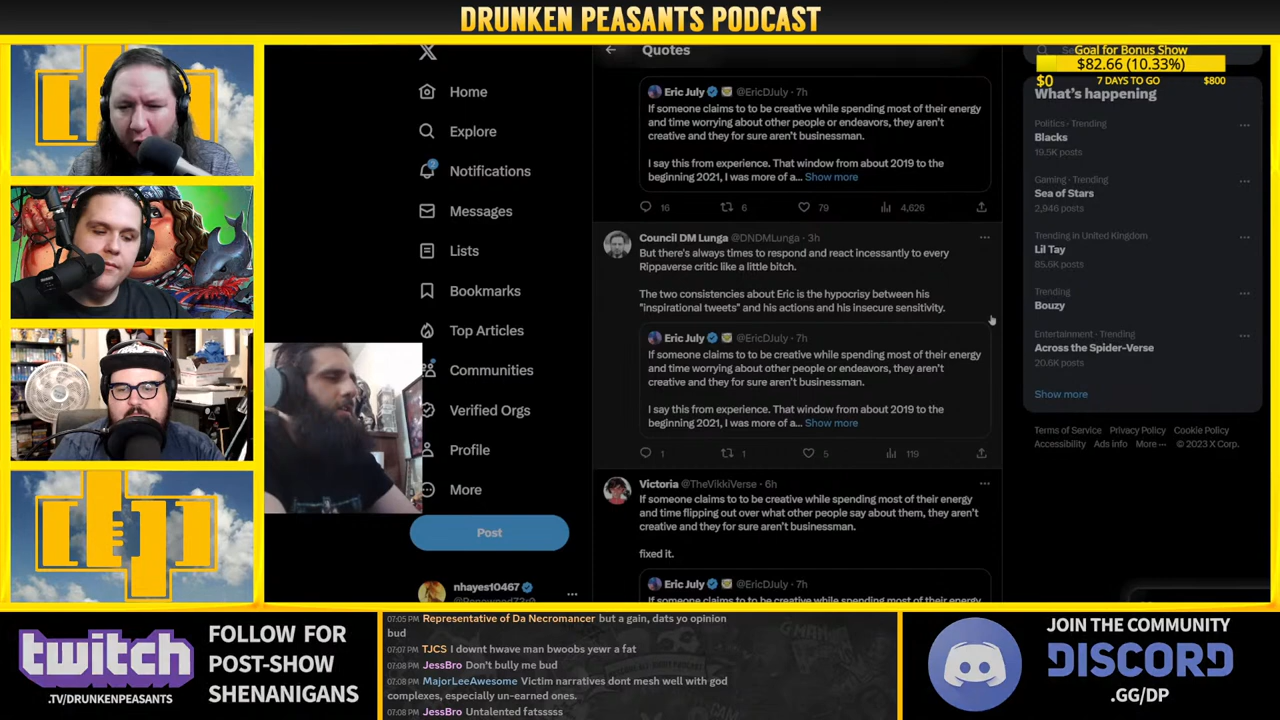 DRUNKEN PEASANTS PODCAST
Home
Explore
2
Notifications
Messages
Lists
Bookmarks
Top Articles
Communities
Verified Orgs
Profile
More
Post
nhayes10467
Quotes
Eric July @EricDJuly · 7h
If someone claims to to be creative while spending most of their energy
and time worrying about other people or endeavors, they aren't
creative and they for sure aren't businessman.
I say this from experience. That window from about 2019 to the
beginning 2021, I was more of a... Show more
16 6 79 4,626
Council DM Lunga @DNDMLunga · 3h
But there's always times to respond and react incessantly to every
Rippaverse critic like a little bitch.
The two consistencies about Eric is the hypocrisy between his
"inspirational tweets" and his actions and his insecure sensitivity.
Eric July @EricDJuly · 7h
If someone claims to to be creative while spending most of their energy
and time worrying about other people or endeavors, they aren't
creative and they for sure aren't businessman.
I say this from experience. That window from about 2019 to the
beginning 2021, I was more of a... Show more
1 1 5 119
Victoria @TheVikkiVerse · 6h
If someone claims to to be creative while spending most of their energy
and time flipping out over what other people say about them, they aren't
creative and they for sure aren't businessman.
fixed it.
Eric July @EricDJuly · 7h
Goal for Bonus Show
$82.66 (10.33%)
$0 7 DAYS TO GO $800
What's happening
Politics · Trending
Blacks
19.5K posts
Gaming · Trending
Sea of Stars
2,946 posts
Trending in United Kingdom
Lil Tay
85.6K posts
Trending
Bouzy
Entertainment · Trending
Across the Spider-Verse
20.6K posts
Show more
Terms of Service Privacy Policy Cookie Policy
Accessibility Ads info More ··· © 2023 X Corp.
twitch
.TV/DRUNKENPEASANTS
FOLLOW FOR
POST-SHOW
SHENANIGANS
07:05 PM Representative of Da Necromancer but a gain, dats yo opinion
bud
07:07 PM TJCS I downt hwave man bwoobs yewr a fat
07:08 PM JessBro Don't bully me bud
07:08 PM MajorLeeAwesome Victim narratives dont mesh well with god
complexes, especially un-earned ones.
07:08 PM JessBro Untalented fatsssss
JOIN THE COMMUNITY
DISCORD
.GG/DP